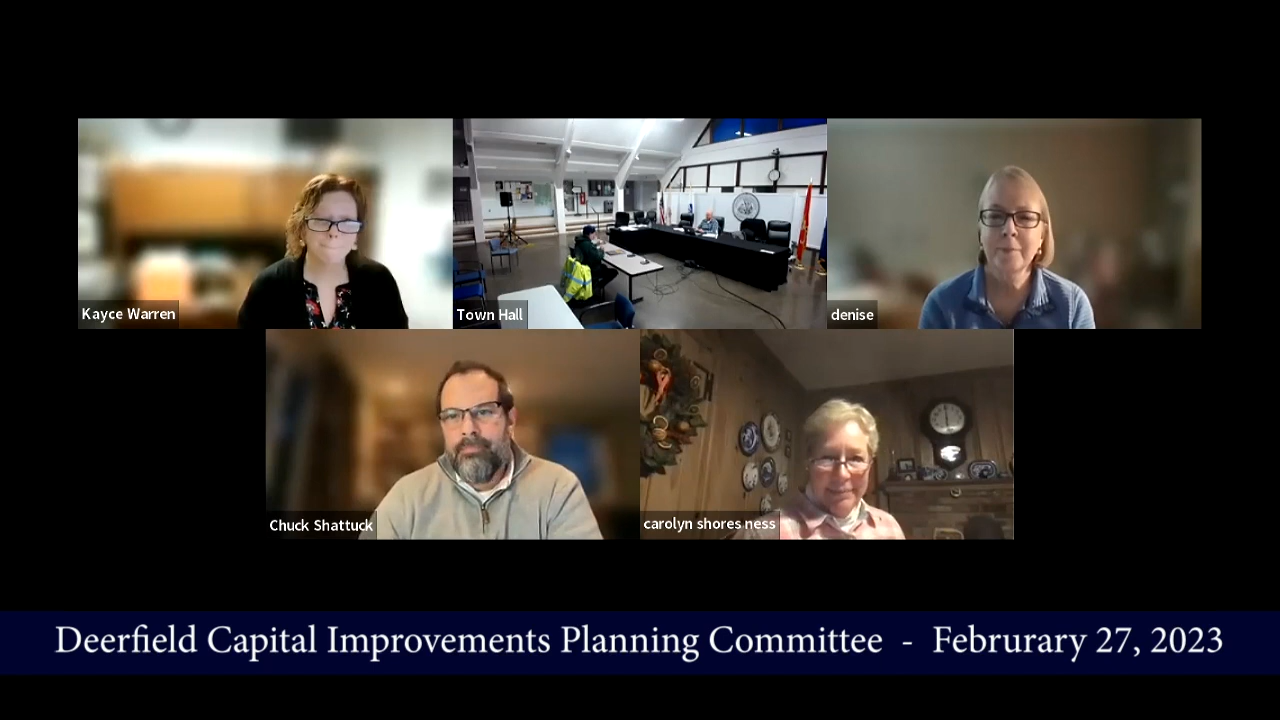 Kayce Warren
Town Hall
denise
Chuck Shattuck
carolyn shores ness
Deerfield Capital Improvements Planning Committee - Februrary 27, 2023